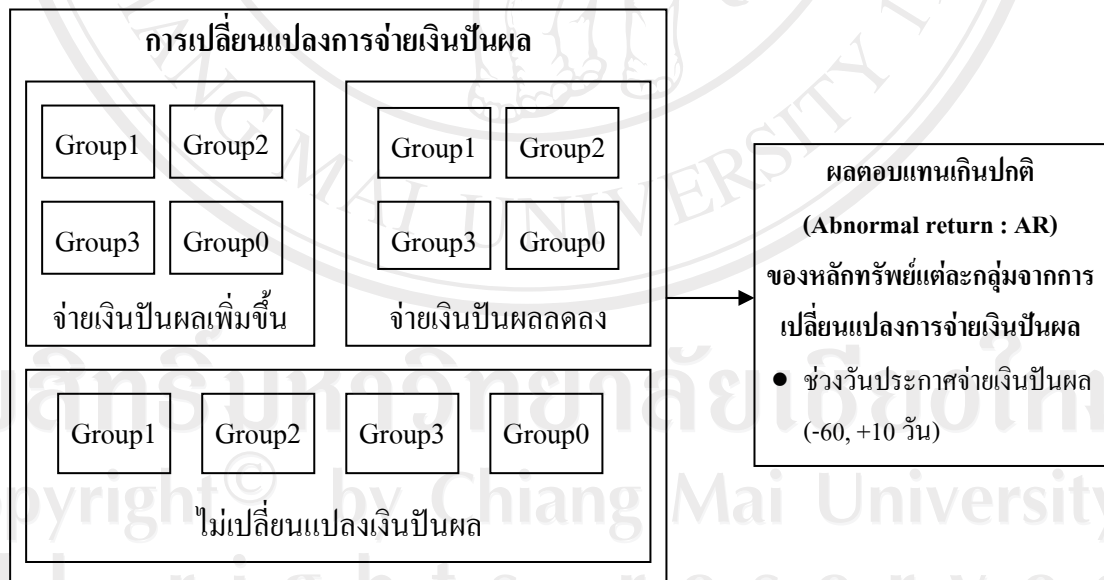 การเปลี่ยนแปลงการจ่ายเงินปันผล
Group1 Group2
Group3 Group0
จ่ายเงินปันผลเพิ่มขึ้น
Group1 Group2
Group3 Group0
จ่ายเงินปันผลลดลง
Group1 Group2 Group3 Group0
ไม่เปลี่ยนแปลงเงินปันผล
ผลตอบแทนเกินปกติ
(Abnormal return : AR)
ของหลักทรัพย์แต่ละกลุ่มจากการ
เปลี่ยนแปลงการจ่ายเงินปันผล
● ช่วงวันประกาศจ่ายเงินปันผล
(-60, +10 วัน)
MAI UNIVERSITY
by Chiang Mai University